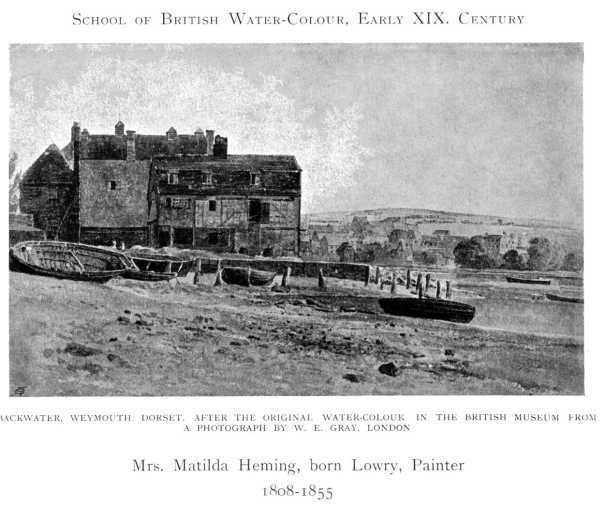 School of British Water-Colour, Early XIX. Century
BACKWATER, WEYMOUTH, DORSET. AFTER THE ORIGINAL WATER-COLOUR IN THE BRITISH MUSEUM FROM
A PHOTOGRAPH BY W. E. GRAY, LONDON
Mrs. Matilda Heming, born Lowry, Painter
1808-1855